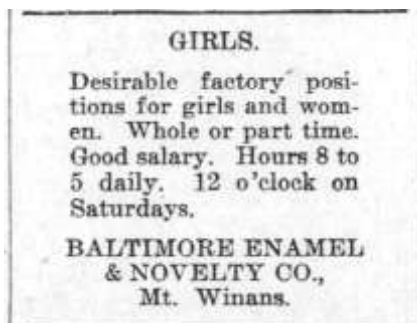 GIRLS.
Desirable factory posi-
tions for girls and wom-
en. Whole or part time.
Good salary. Hours 8 to
5 daily. 12 o'clock on
Saturdays.
BALTIMORE ENAMEL
& NOVELTY CO.,
Mt. Winans.